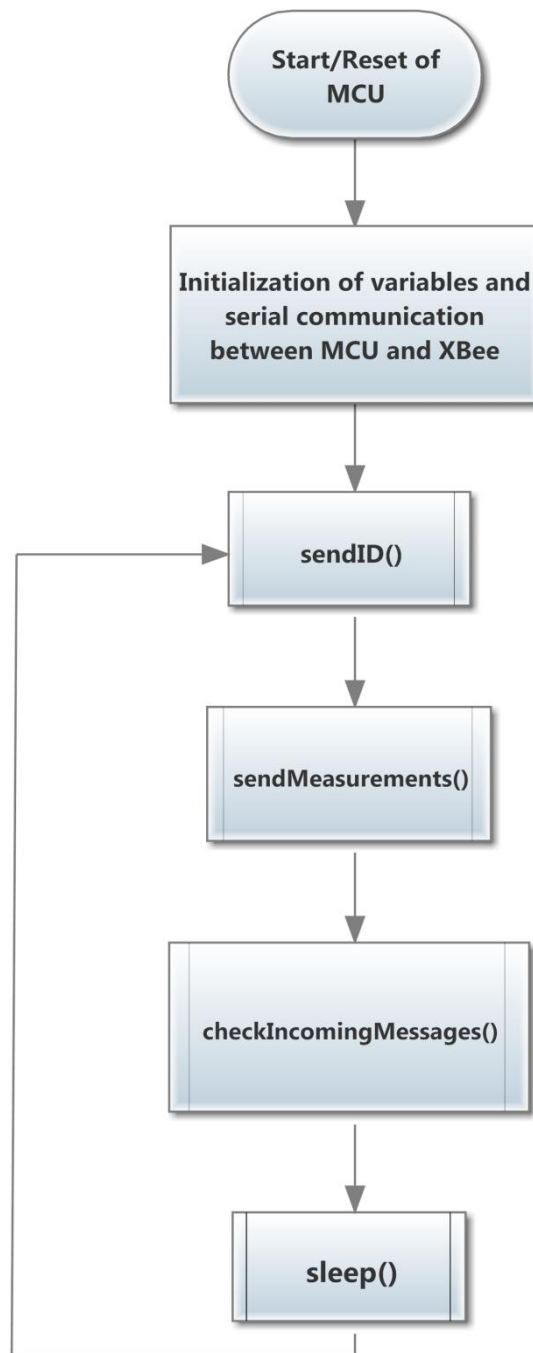 Start/Reset of
MCU
Initialization of variables and
serial communication
between MCU and XBee
sendID()
sendMeasurements()
checkIncomingMessages()
sleep()